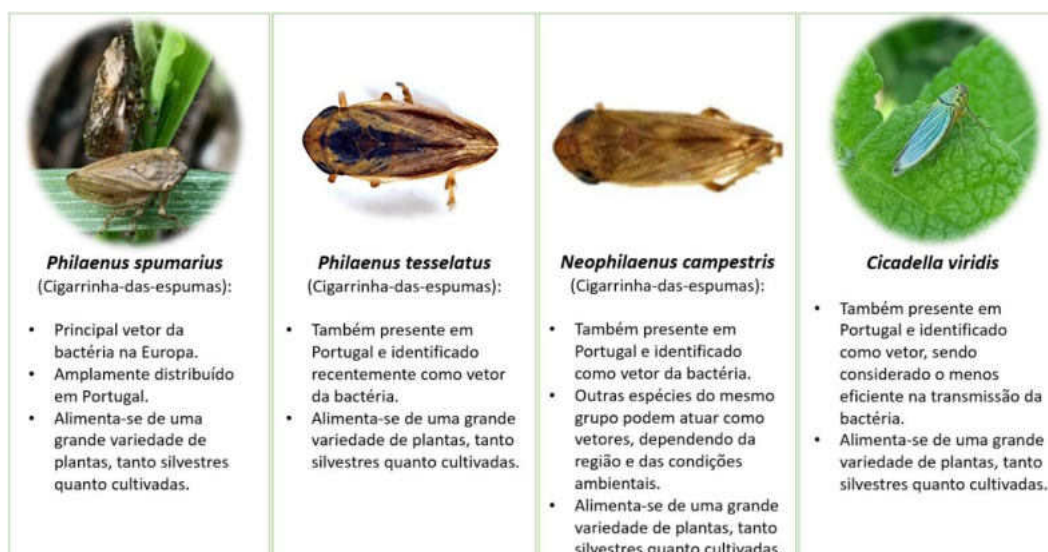 Philaenus spumarius
(Cigarrinha-das-espumas):
• Principal vetor da
bactéria na Europa.
• Amplamente distribuído
em Portugal.
• Alimenta-se de uma
grande variedade de
plantas, tanto silvestres
quanto cultivadas.
Philaenus tesselatus
(Cigarrinha-das-espumas):
• Também presente em
Portugal e identificado
recentemente como vetor
da bactéria.
• Alimenta-se de uma grande
variedade de plantas, tanto
silvestres quanto cultivadas.
Neophilaenus campestris
(Cigarrinha-das-espumas):
• Também presente em
Portugal e identificado
como vetor da bactéria.
• Outras espécies do mesmo
grupo podem atuar como
vetores, dependendo da
região e das condições
ambientais.
• Alimenta-se de uma grande
variedade de plantas, tanto
silvestres quanto cultivadas.
Cicadella viridis
• Também presente em
Portugal e identificado
como vetor, sendo
considerado o menos
eficiente na transmissão da
bactéria.
• Alimenta-se de uma grande
variedade de plantas, tanto
silvestres quanto cultivadas.